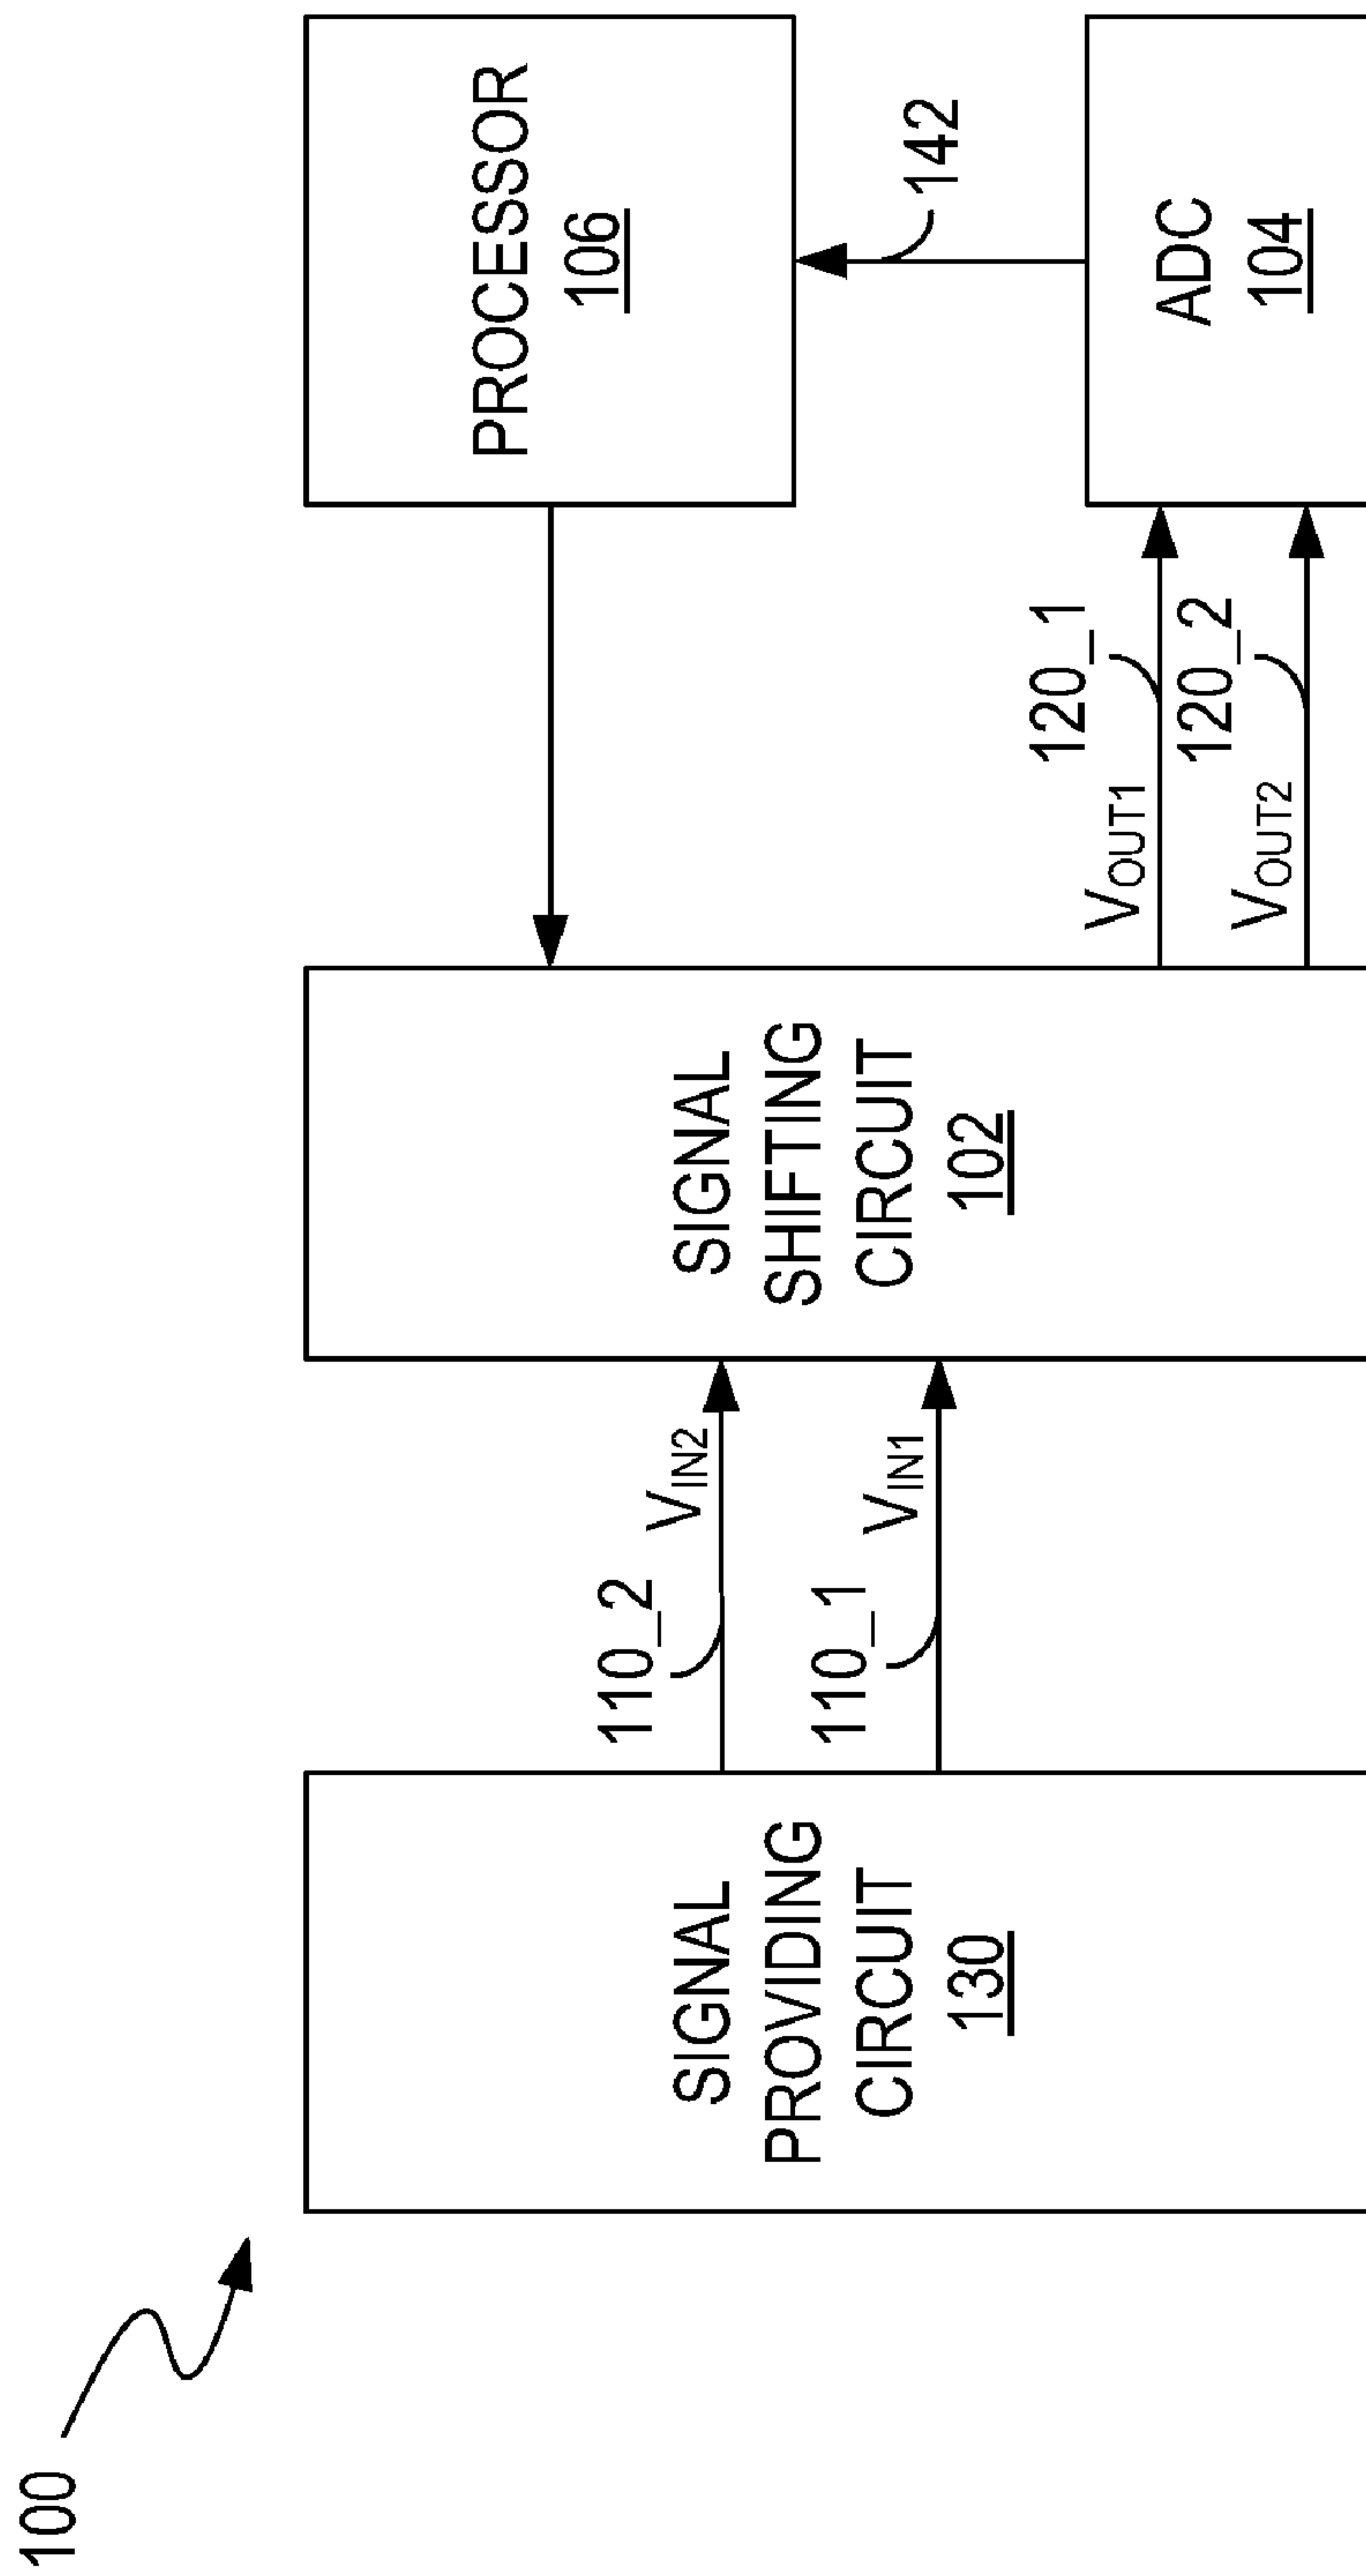 100
SIGNAL
PROVIDING
CIRCUIT
130
110_2
VIN2
110_1
VIN1
SIGNAL
SHIFTING
CIRCUIT
102
VOUT1
120_1
VOUT2
120_2
PROCESSOR
106
142
ADC
104